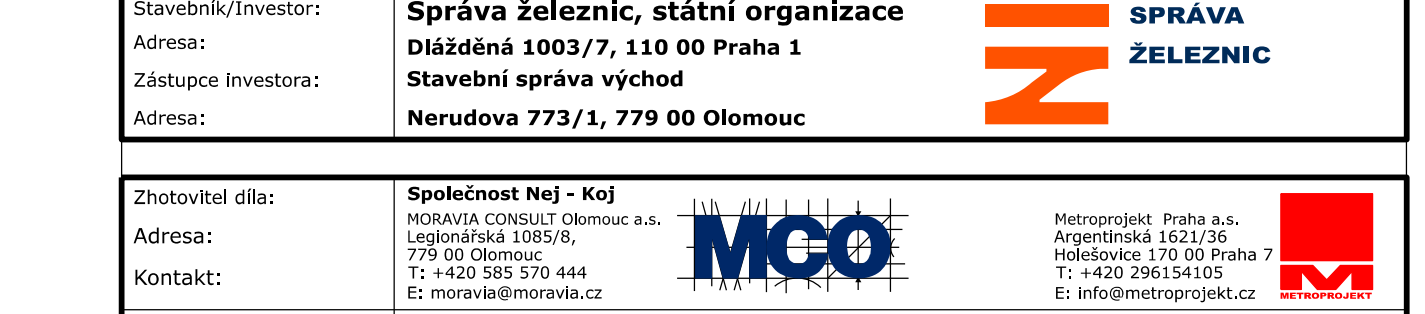 Stavebník/Investor:
Správa železnic, státní organizace
Adresa:
Dlážděná 1003/7, 110 00 Praha 1
Zástupce investora:
Stavební správa východ
Adresa:
Nerudova 773/1, 779 00 Olomouc
SPRÁVA
ŽELEZNIC
Zhotovitel díla:
Adresa:
Kontakt:
Společnost Nej - Koj
MORAVIA CONSULT Olomouc a.s.
Legionářská 1085/8,
779 00 Olomouc
T: +420 585 570 444
E: moravia@moravia.cz
MCO
Metroprojekt Praha a.s.
Argentinská 1621/36
Holešovice 170 00 Praha 7
T: +420 296154105
E: info@metroprojekt.cz
METROPROJEKT